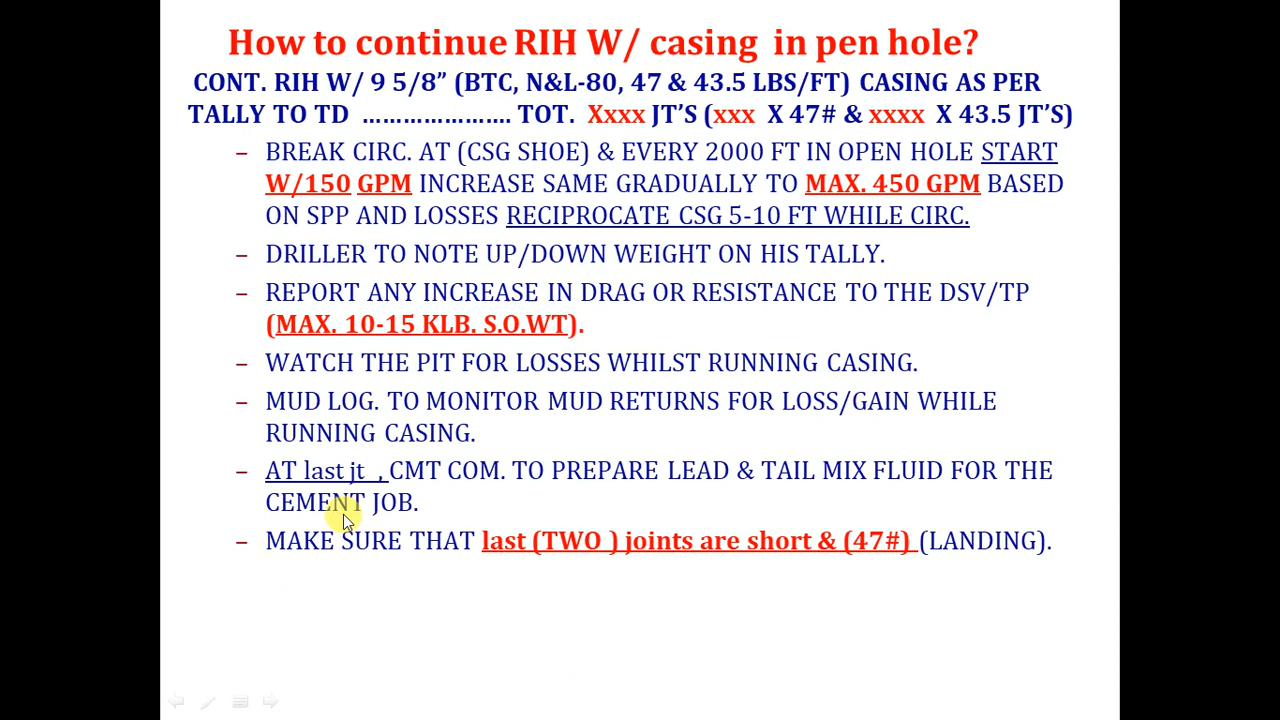 How to continue RIH W/ casing in pen hole?
CONT. RIH W/ 9 5/8” (BTC, N&L-80, 47 & 43.5 LBS/FT) CASING AS PER
TALLY TO TD …………………. TOT. Xxxx JT’S (xxx X 47# & xxxx X 43.5 JT’S)
– BREAK CIRC. AT (CSG SHOE) & EVERY 2000 FT IN OPEN HOLE START
W/150 GPM INCREASE SAME GRADUALLY TO MAX. 450 GPM BASED
ON SPP AND LOSSES RECIPROCATE CSG 5-10 FT WHILE CIRC.
– DRILLER TO NOTE UP/DOWN WEIGHT ON HIS TALLY.
– REPORT ANY INCREASE IN DRAG OR RESISTANCE TO THE DSV/TP
(MAX. 10-15 KLB. S.O.WT).
– WATCH THE PIT FOR LOSSES WHILST RUNNING CASING.
– MUD LOG. TO MONITOR MUD RETURNS FOR LOSS/GAIN WHILE
RUNNING CASING.
– AT last jt , CMT COM. TO PREPARE LEAD & TAIL MIX FLUID FOR THE
CEMENT JOB.
– MAKE SURE THAT last (TWO ) joints are short & (47#) (LANDING).